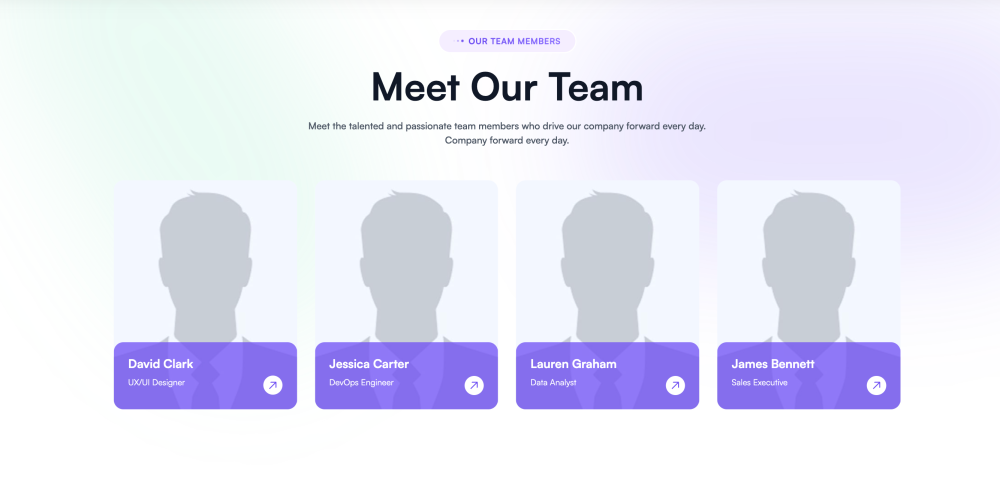 OUR TEAM MEMBERS
Meet Our Team
Meet the talented and passionate team members who drive our company forward every day.
Company forward every day.
David Clark
UX/UI Designer
Jessica Carter
DevOps Engineer
Lauren Graham
Data Analyst
James Bennett
Sales Executive